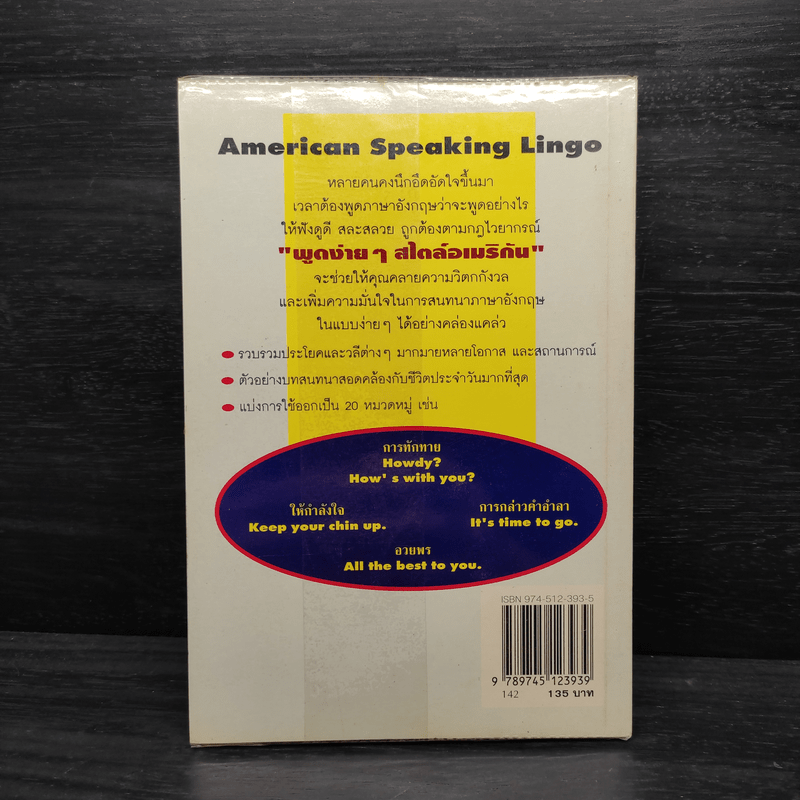 American Speaking Lingo
หลายคนคงนึกอึดอัดใจขึ้นมา
เวลาต้องพูดภาษาอังกฤษว่าจะพูดอย่างไร
ให้ฟังดูดี สละสลวย ถูกต้องตามกฎไวยากรณ์
"พูดง่าย ๆ สไตล์อเมริกัน"
จะช่วยให้คุณคลายความวิตกกังวล
และเพิ่มความมั่นใจในการสนทนาภาษาอังกฤษ
ในแบบง่าย ๆ ได้อย่างคล่องแคล่ว
รวบรวมประโยคและวลีต่าง ๆ มากมายหลายโอกาส และสถานการณ์
ตัวอย่างบทสนทนาสอดคล้องกับชีวิตประจำวันมากที่สุด
แบ่งการใช้ออกเป็น 20 หมวดหมู่ เช่น
การทักทาย
Howdy?
How' s with you?
ให้กำลังใจ
Keep your chin up.
การกล่าวคำอำลา
It's time to go.
อวยพร
All the best to you.
ISBN 974-512-393-5
9 789745 123939
142 135 บาท